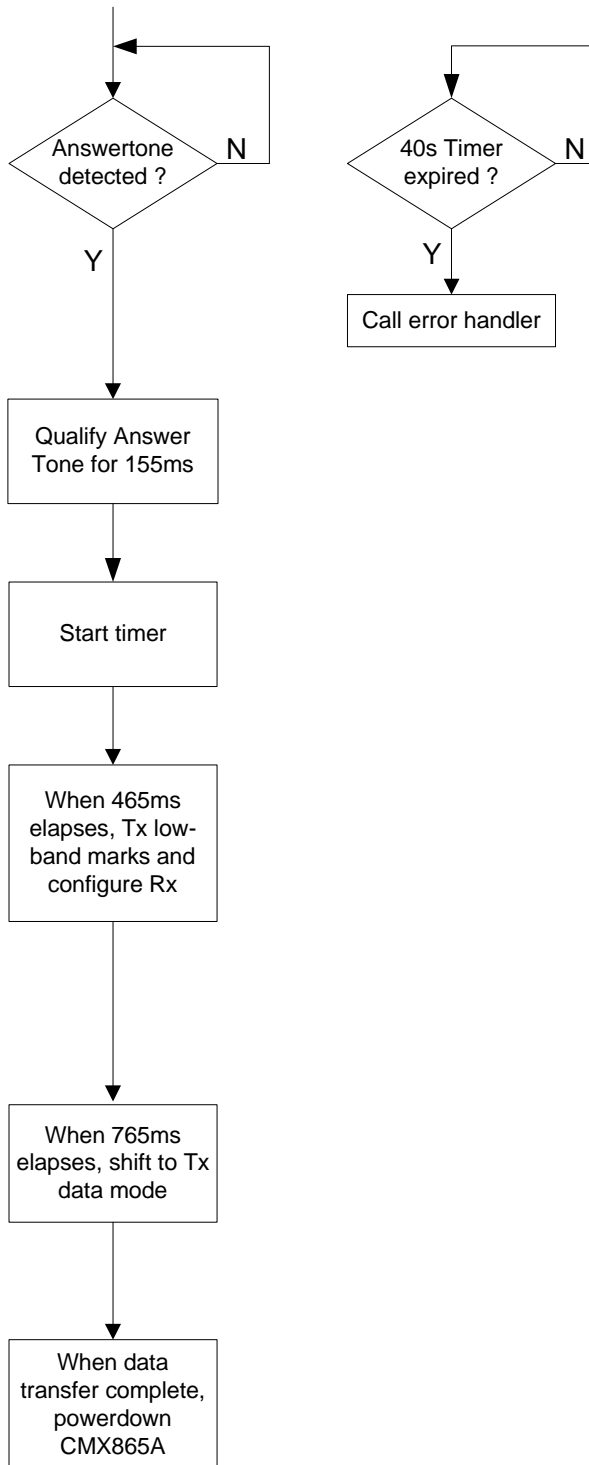 Answertone
detected ?
N
Y
Qualify Answer
Tone for 155ms
Start timer
When 465ms
elapses, Tx low-
band marks and
configure Rx
When 765ms
elapses, shift to Tx
data mode
When data
transfer complete,
powerdown
CMX865A
40s Timer
expired ?
N
Y
Call error handler